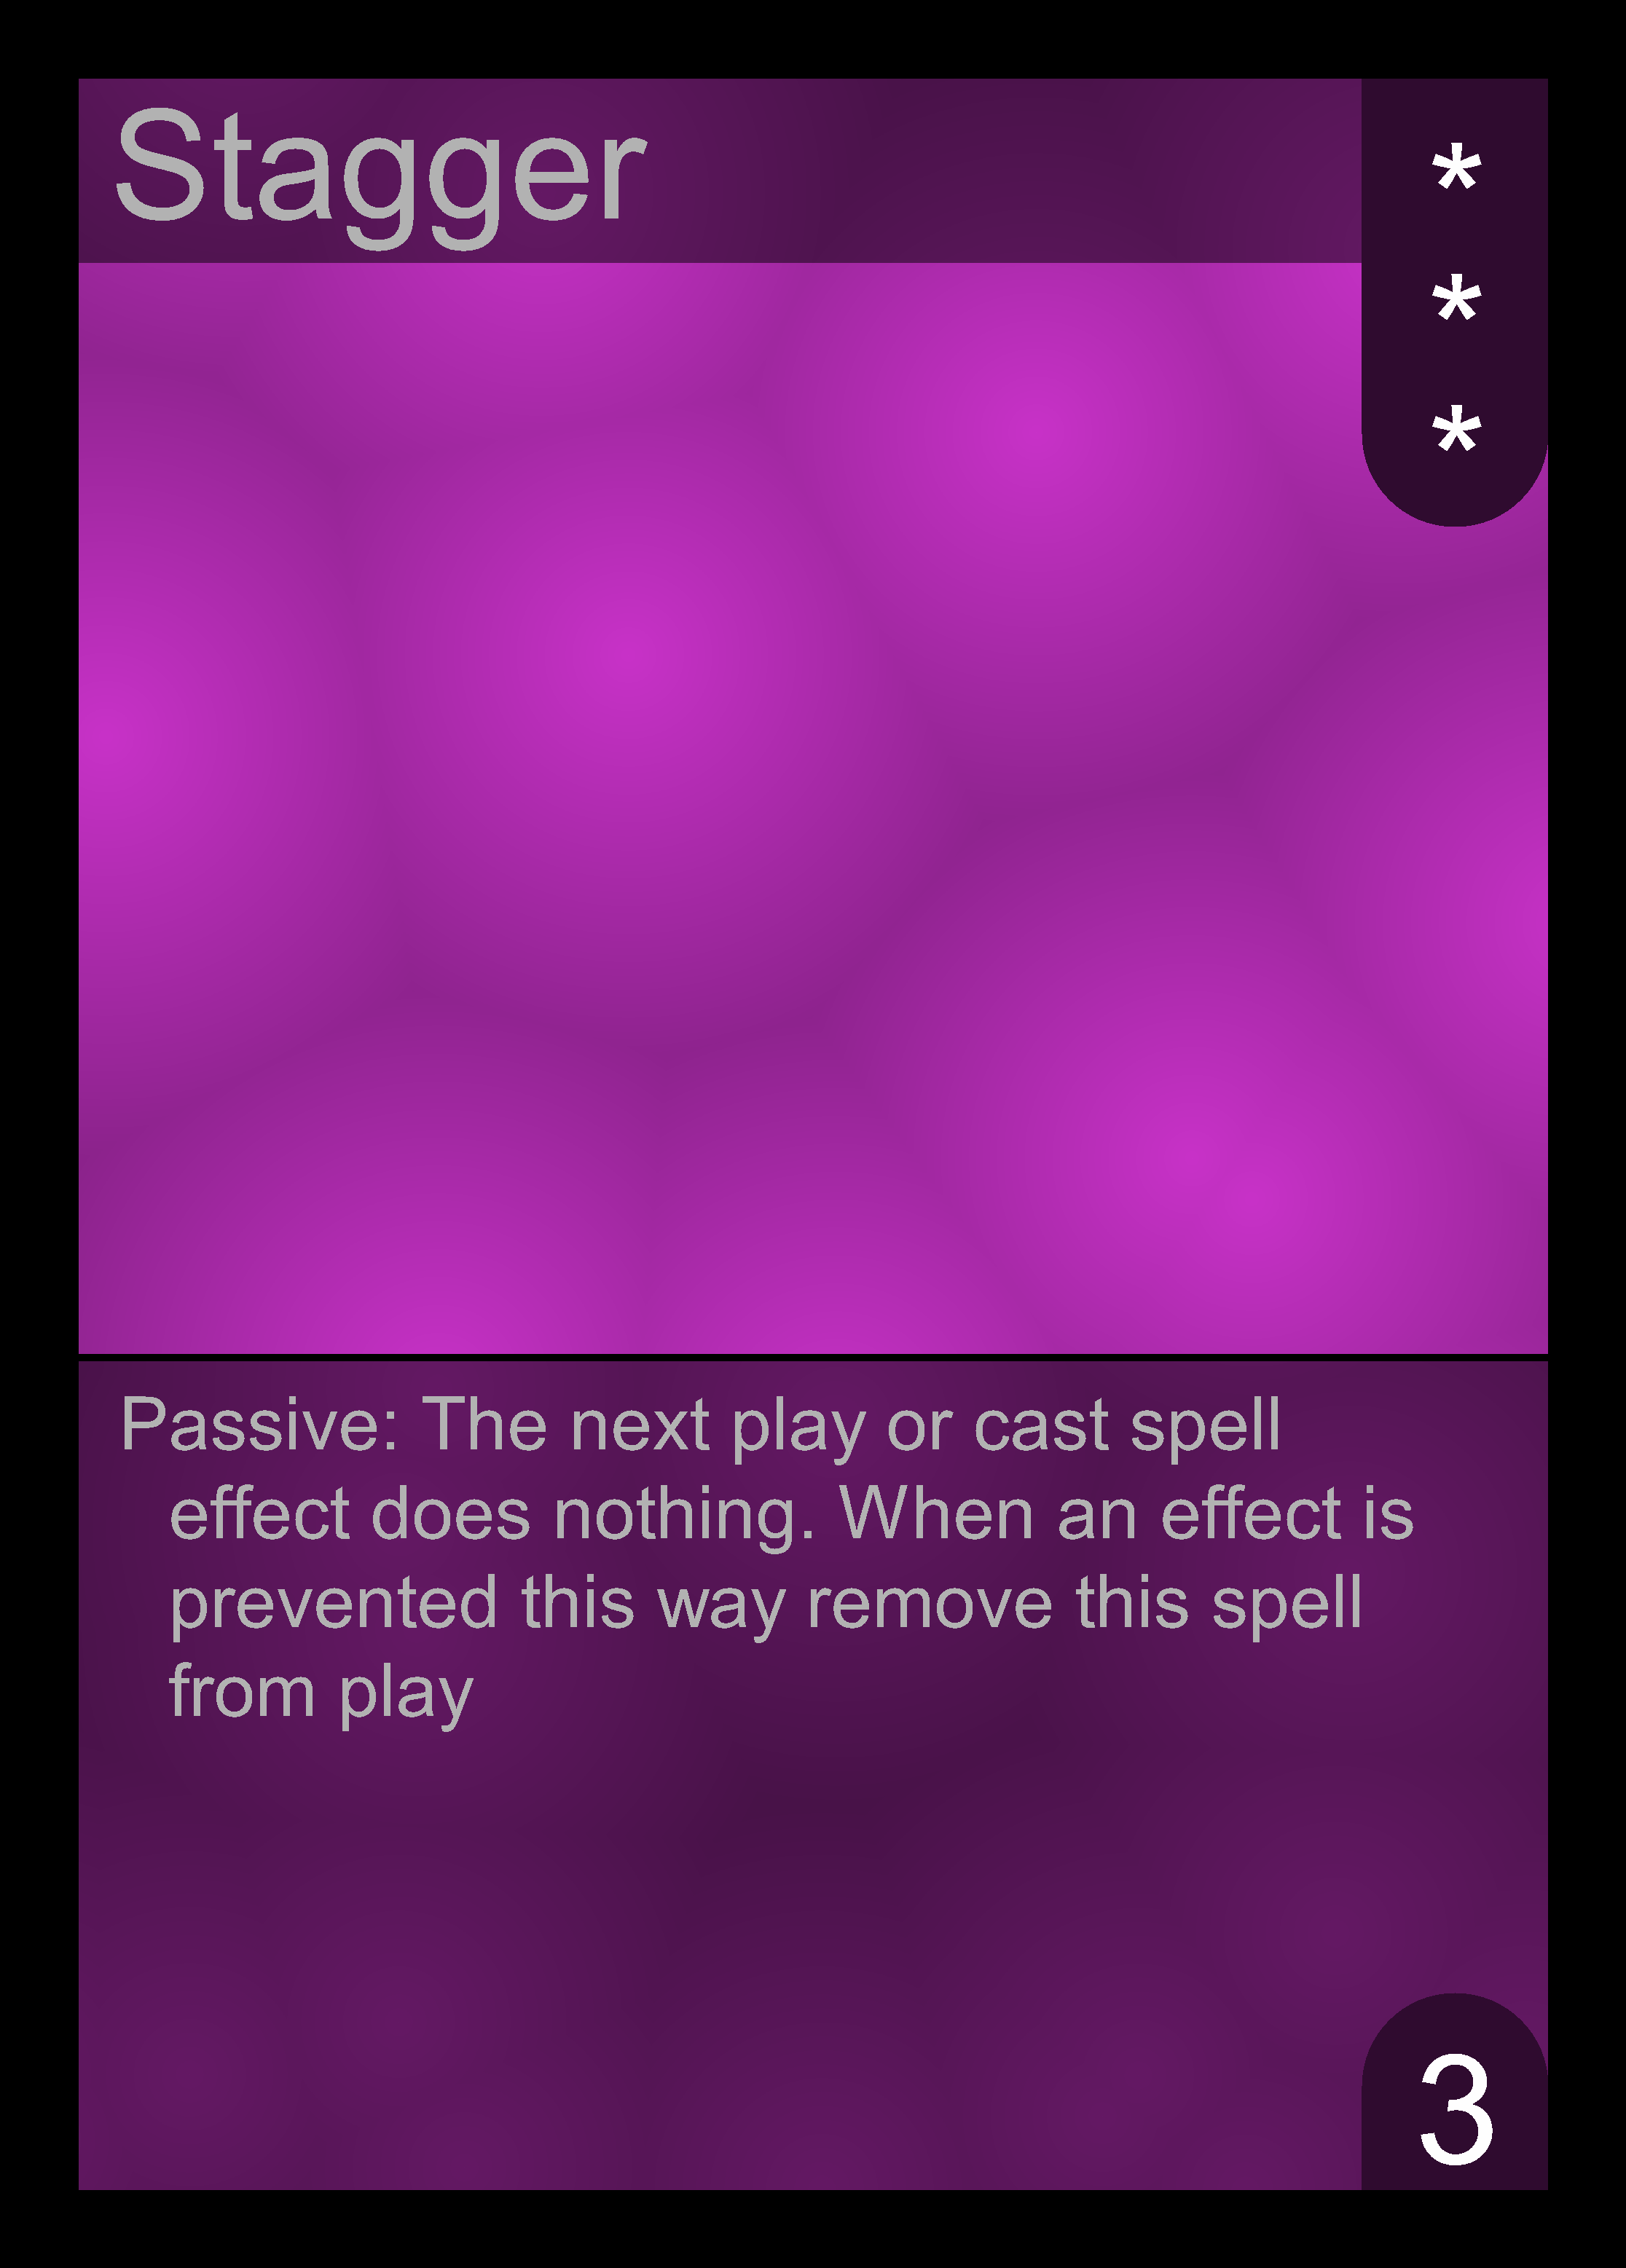 Stagger
*
*
*
Passive: The next play or cast spell
effect does nothing. When an effect is
prevented this way remove this spell
from play
3